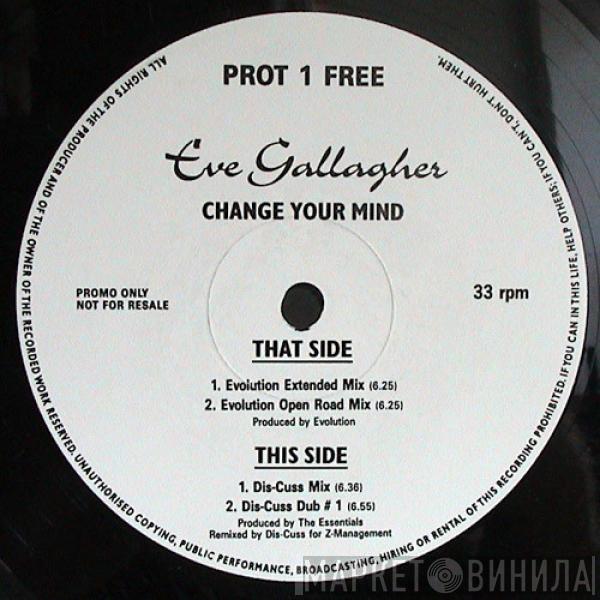 PROT 1 FREE
Eve Gallagher
CHANGE YOUR MIND
PROMO ONLY
NOT FOR RESALE
33 rpm
THAT SIDE
1. Evolution Extended Mix (6.25)
2. Evolution Open Road Mix (6.25)
Produced by Evolution
THIS SIDE
1. Dis-Cuss Mix (6.36)
2. Dis-Cuss Dub # 1 (6.55)
Produced by The Essentials
Remixed by Dis-Cuss for Z-Management
ALL RIGHTS OF THE PRODUCER AND OF THE OWNER OF THE RECORDED WORK RESERVED. UNAUTHORISED COPYING, PUBLIC PERFORMANCE, BROADCASTING, HIRING OR RENTAL OF THIS RECORDING PROHIBITED. IF YOU CAN IN THIS LIFE, HELP OTHERS; IF YOU CAN'T, DON'T HURT THEM.
МАРКЕТ ВИНИЛА